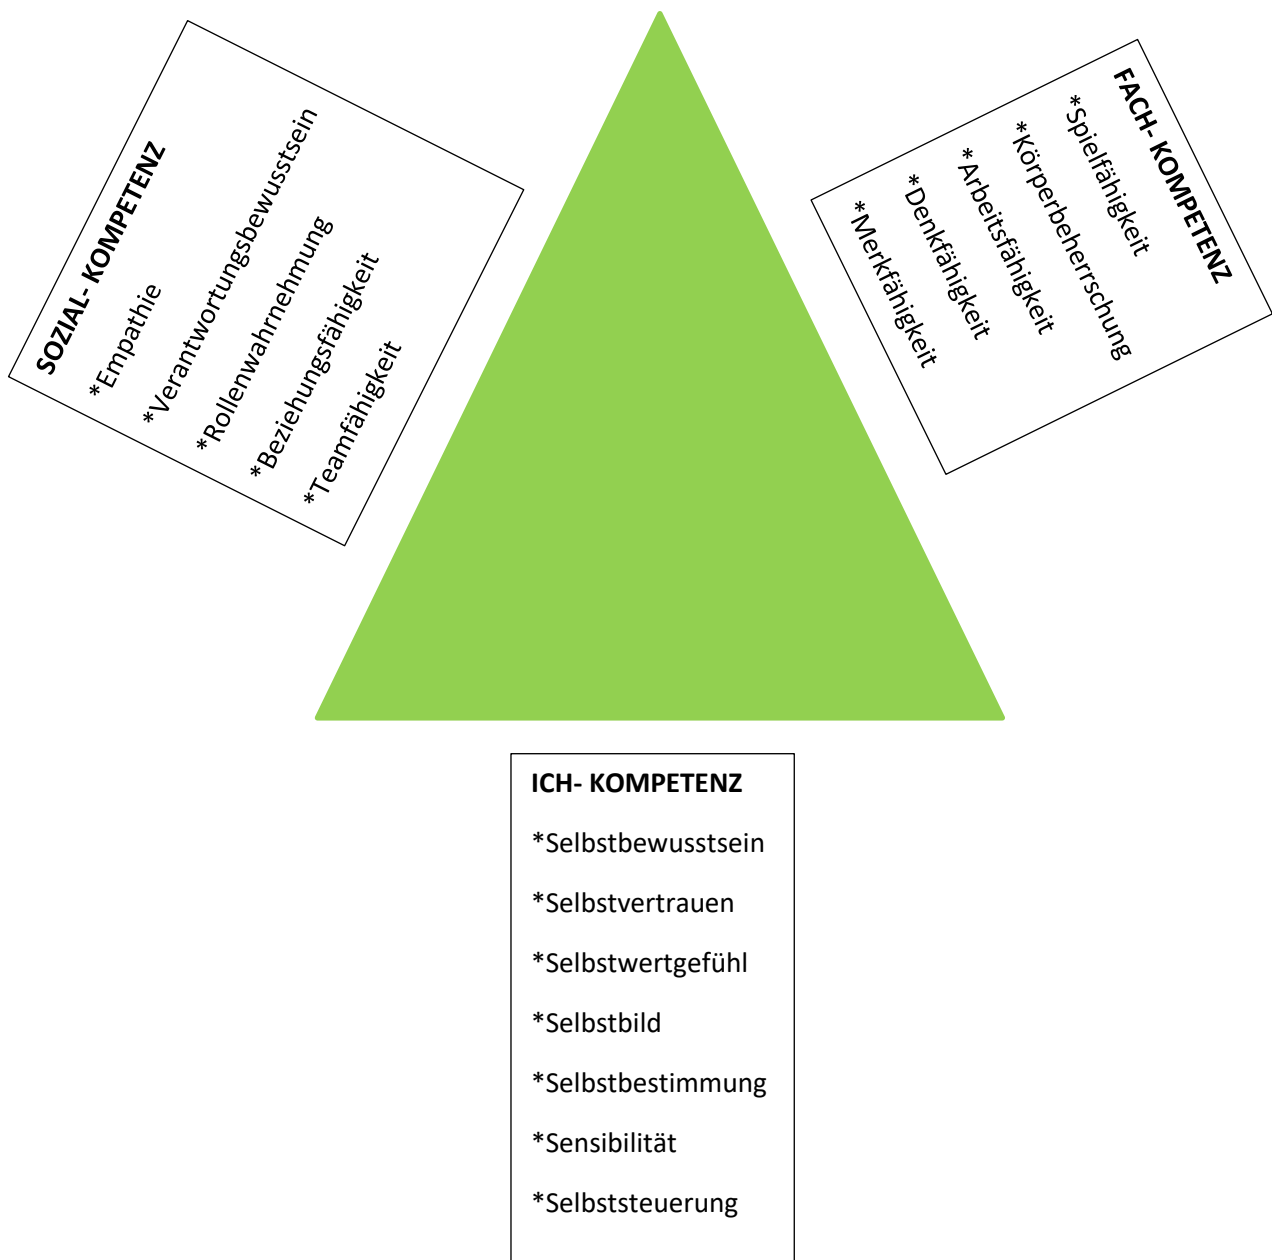 SOZIAL- KOMPETENZ
*Empathie
*Verantwortungsbewusstsein
*Rollenwahrnehmung
*Beziehungsfähigkeit
*Teamfähigkeit
FACH- KOMPETENZ
*Spielfähigkeit
*Körperbeherrschung
*Arbeitsfähigkeit
*Denkfähigkeit
*Merkfähigkeit
ICH- KOMPETENZ
*Selbstbewusstsein
*Selbstvertrauen
*Selbstwertgefühl
*Selbstbild
*Selbstbestimmung
*Sensibilität
*Selbststeuerung